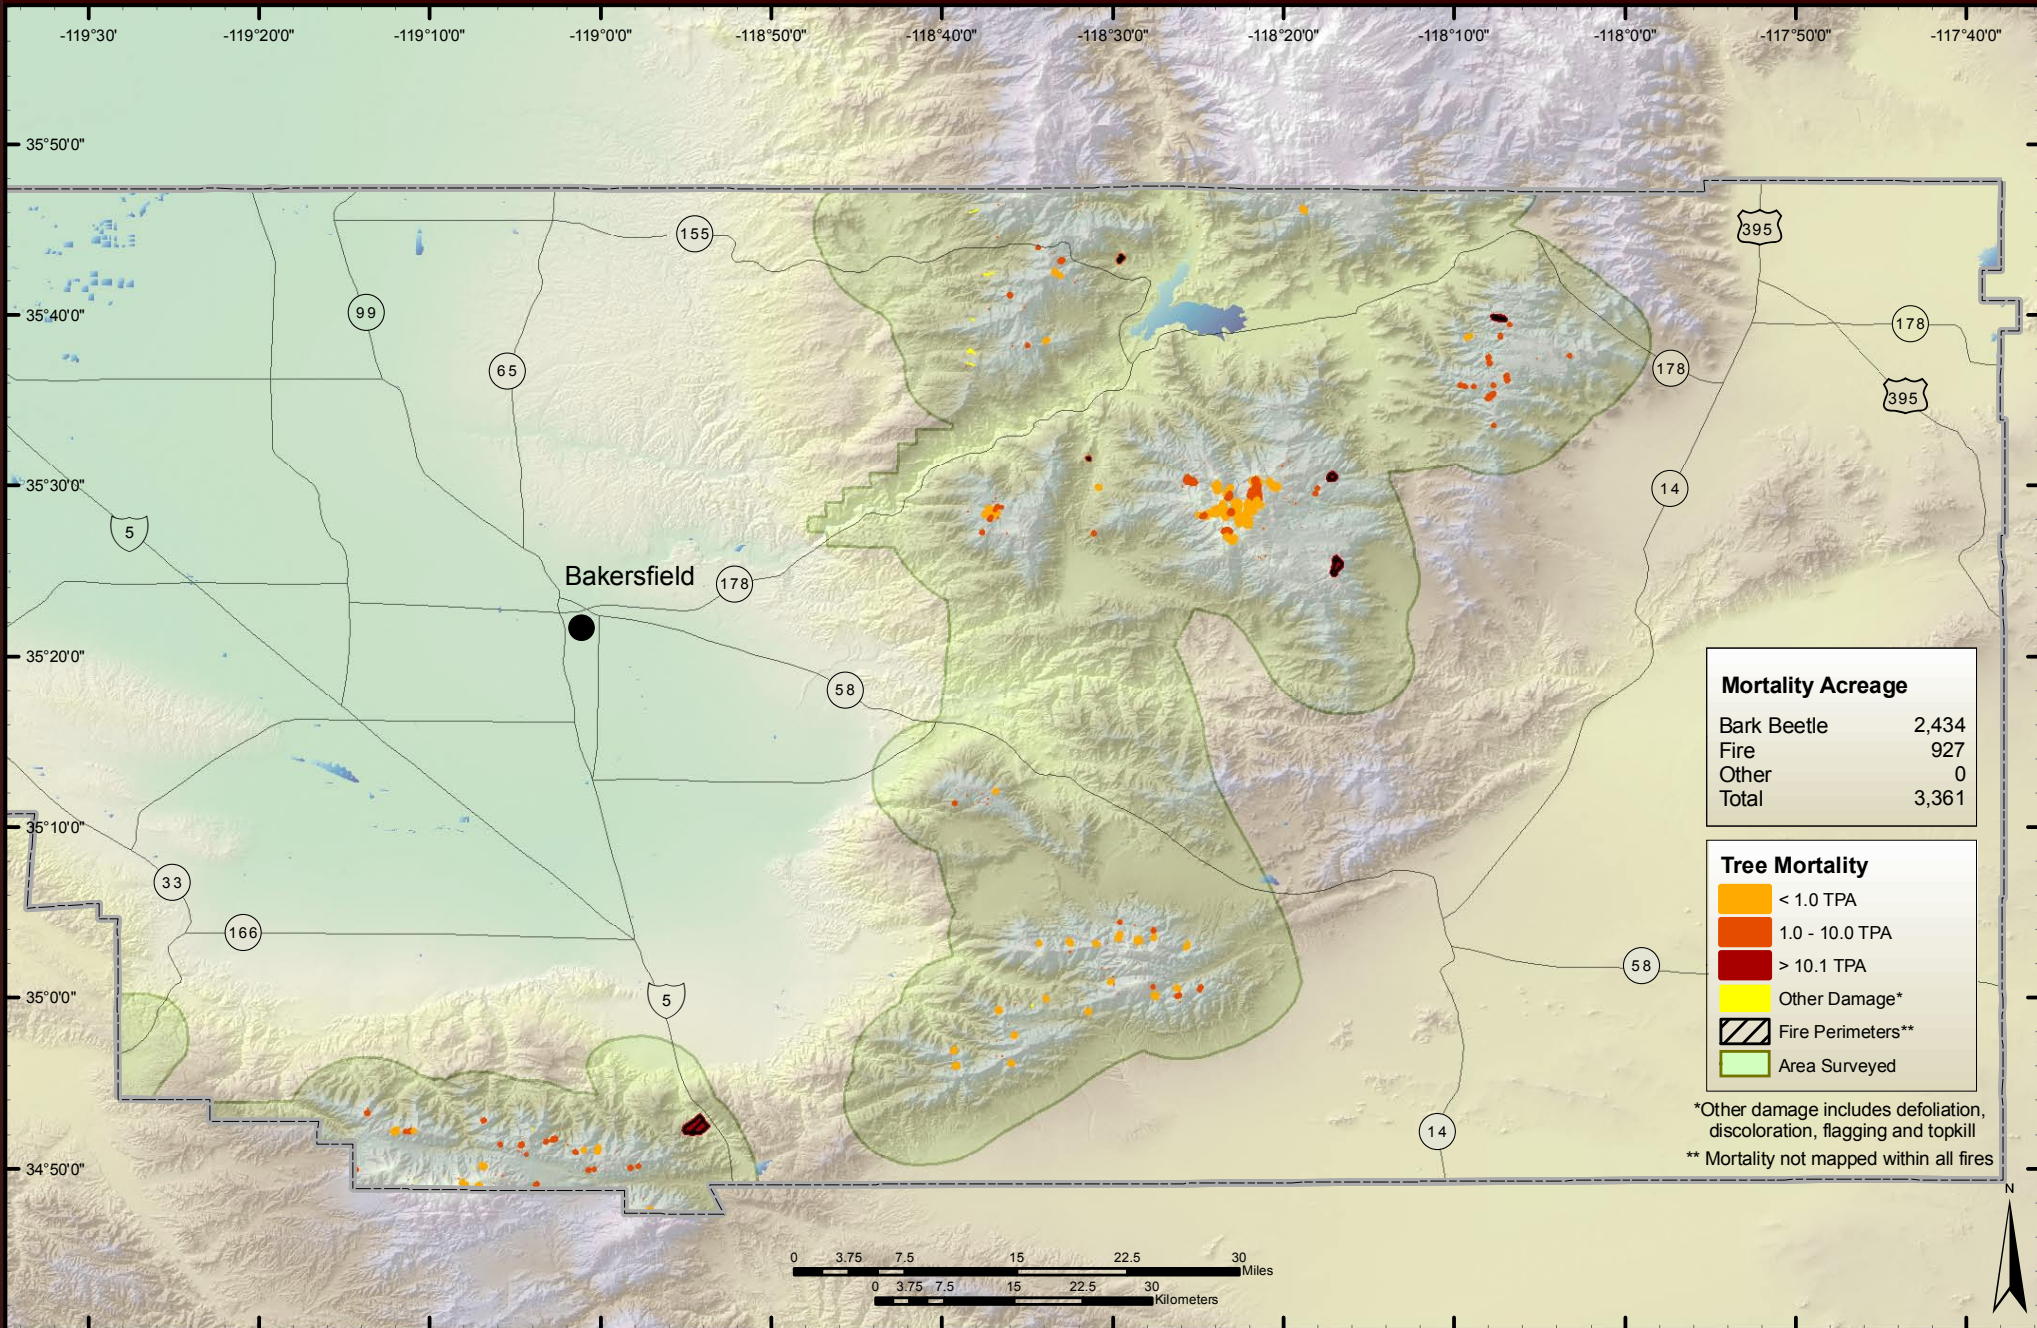 -119°30' -119°20'0" -119°10'0" -119°0'0" -118°50'0" -118°40'0" -118°30'0" -118°20'0" -118°10'0" -118°0'0" -117°50'0" -117°40'0"
35°50'0"
155
395
99
35°40'0"
178
65
178
395
35°30'0"
14
5
Bakersfield
178
35°20'0"
58
Mortality Acreage
Bark Beetle 2,434
Fire 927
Other 0
Total 3,361
35°10'0"
33
166
Tree Mortality
< 1.0 TPA
1.0 - 10.0 TPA
> 10.1 TPA
Other Damage*
Fire Perimeters**
Area Surveyed
58
35°0'0"
5
*Other damage includes defoliation,
discoloration, flagging and topkill
** Mortality not mapped within all fires
14
34°50'0"
N
0 3.75 7.5 15 22.5 30
Miles
0 3.75 7.5 15 22.5 30
Kilometers